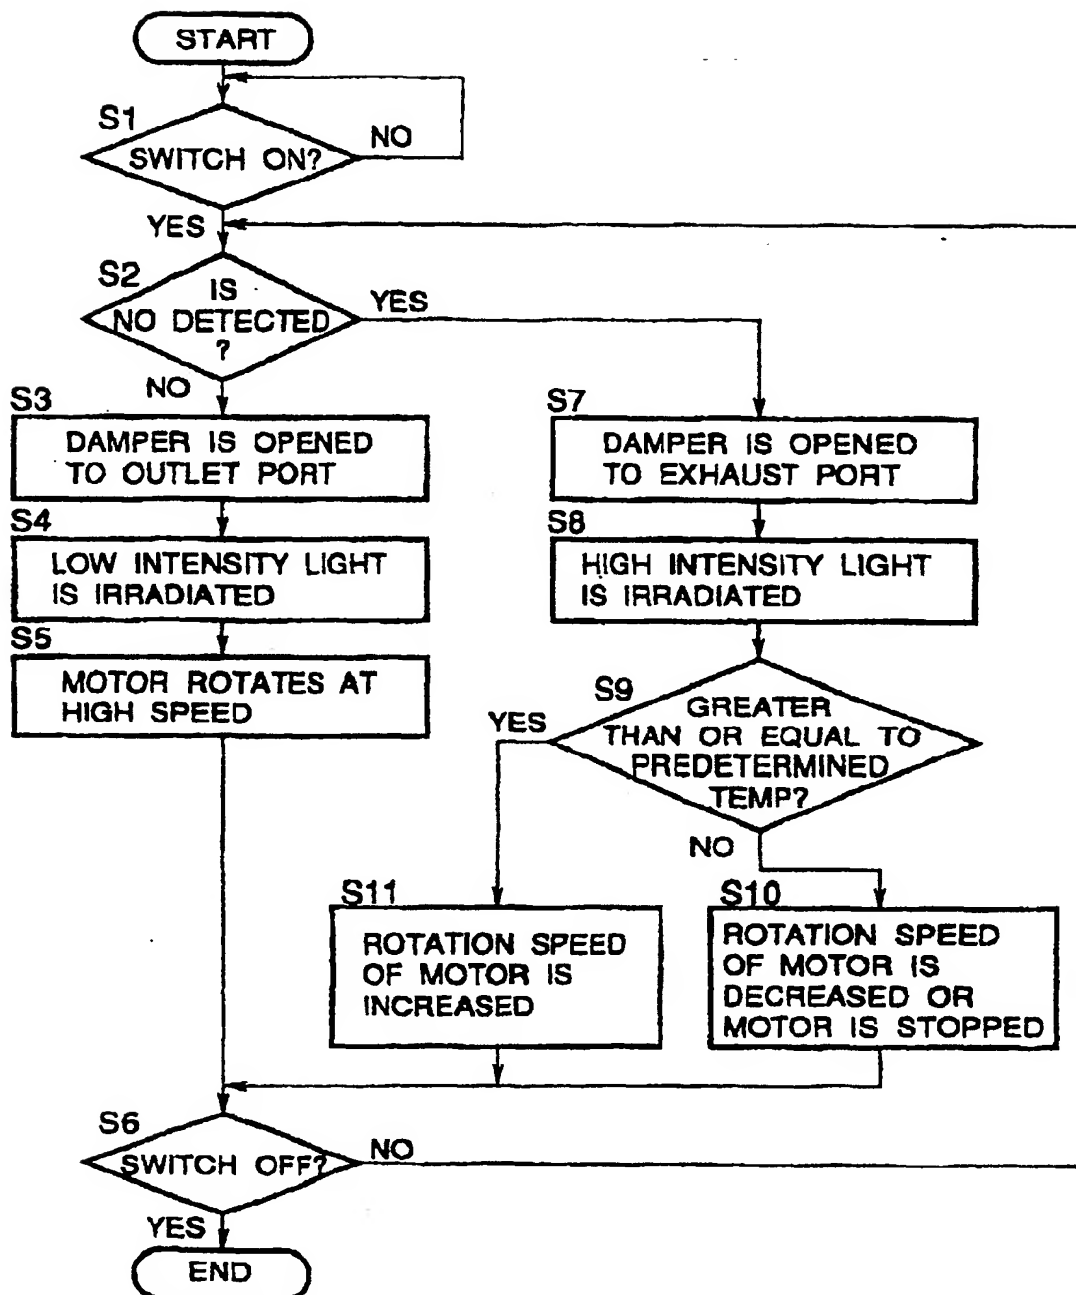 START
S1
SWITCH ON?
NO
YES
S2
IS
NO DETECTED
?
YES
NO
S3
DAMPER IS OPENED
TO OUTLET PORT
S7
DAMPER IS OPENED
TO EXHAUST PORT
S4
LOW INTENSITY LIGHT
IS IRRADIATED
S8
HIGH INTENSITY LIGHT
IS IRRADIATED
S5
MOTOR ROTATES AT
HIGH SPEED
S9
GREATER
THAN OR EQUAL TO
PREDETERMINED
TEMP?
YES
NO
S11
ROTATION SPEED
OF MOTOR IS
INCREASED
S10
ROTATION SPEED
OF MOTOR IS
DECREASED OR
MOTOR IS STOPPED
S6
SWITCH OFF?
NO
YES
END